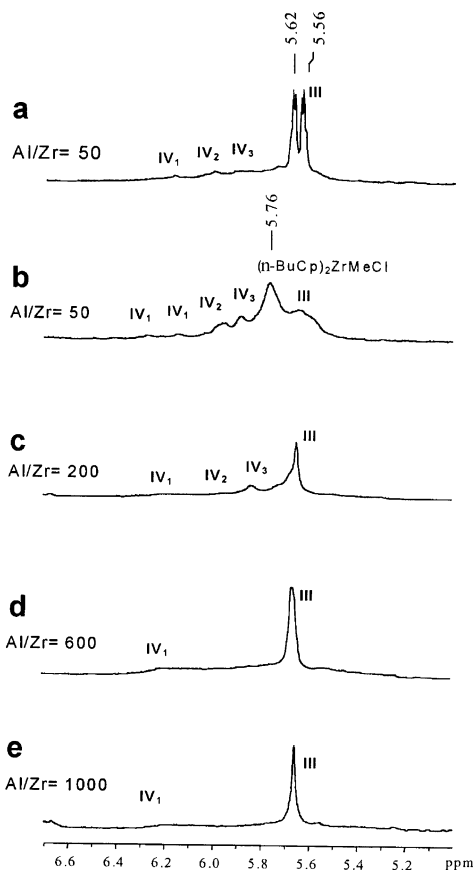 5.62
5.56
a
III
Al/Zr= 50
IV₁
IV₂
IV₃
5.76
(n-BuCp)₂ZrMeCl
b
Al/Zr= 50
IV₁
IV₁
IV₂
IV₃
III
c
Al/Zr= 200
IV₁
IV₂
IV₃
III
d
Al/Zr= 600
IV₁
III
e
Al/Zr= 1000
IV₁
III
6.6 6.4 6.2 6.0 5.8 5.6 5.4 5.2 ppm